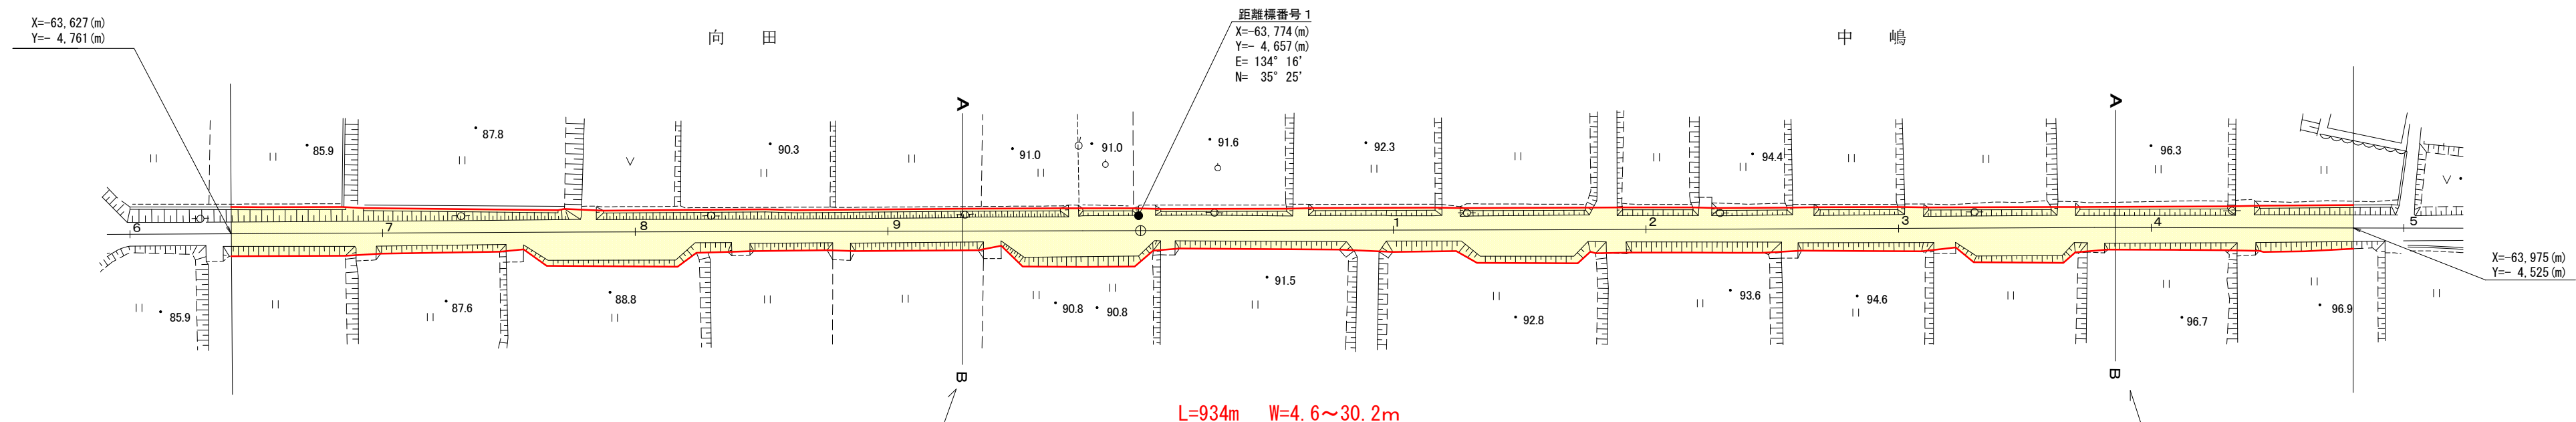 X=-63,627(m)
Y=- 4,761(m)
向 田
距離標番号 1
X=-63,774(m)
Y=- 4,657(m)
E= 134° 16'
N= 35° 25'
中 嶋
A
A
85.9
87.8
90.3
91.0
91.0
91.6
92.3
94.4
96.3
6
7
8
9
1
2
3
4
5
X=-63,975(m)
Y=- 4,525(m)
85.9
87.6
88.8
90.8
90.8
91.5
92.8
93.6
94.6
96.7
96.9
B
B
L=934m W=4.6～30.2m